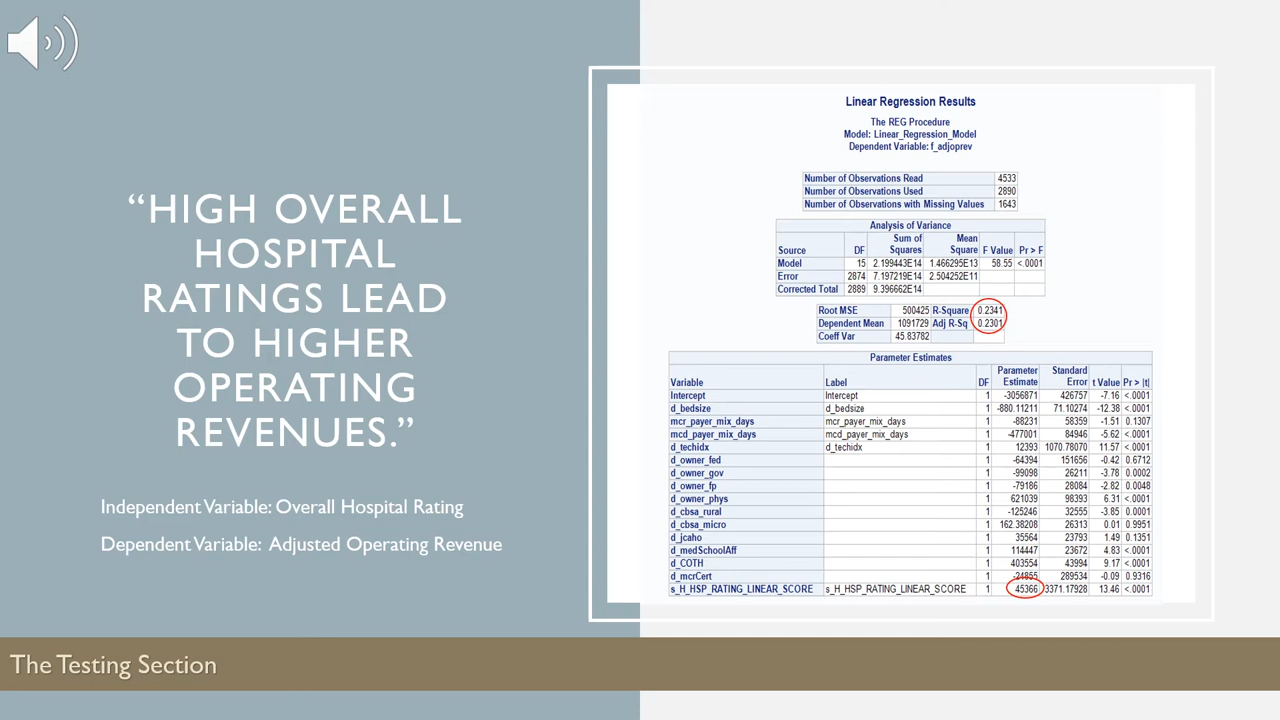 “HIGH OVERALL
HOSPITAL
RATINGS LEAD
TO HIGHER
OPERATING
REVENUES.”
Independent Variable: Overall Hospital Rating
Dependent Variable: Adjusted Operating Revenue
Linear Regression Results
The REG Procedure
Model: Linear_Regression_Model
Dependent Variable: f_adjoprev
Number of Observations Read 4533
Number of Observations Used 2890
Number of Observations with Missing Values 1643
Analysis of Variance
Source DF Sum of Squares Mean Square F Value Pr > F
Model 15 2.199443E14 1.466295E13 58.55 <.0001
Error 2874 7.197219E14 2.504252E11
Corrected Total 2889 9.396662E14
Root MSE 500425 R-Square 0.2341
Dependent Mean 1091729 Adj R-Sq 0.2301
Coeff Var 45.83782
Parameter Estimates
Variable Label DF Parameter Estimate Standard Error t Value Pr > |t|
Intercept Intercept 1 -3056871 426757 -7.16 <.0001
d_bedsize d_bedsize 1 -880.11211 71.10274 -12.38 <.0001
mcr_payer_mix_days mcr_payer_mix_days 1 -88231 58359 -1.51 0.1307
mcd_payer_mix_days mcd_payer_mix_days 1 -477001 84946 -5.62 <.0001
d_techidx d_techidx 1 12393 1070.78070 11.57 <.0001
d_owner_fed 1 -64394 151656 -0.42 0.6712
d_owner_gov 1 -99098 26211 -3.78 0.0002
d_owner_fp 1 -79186 28084 -2.82 0.0048
d_owner_phys 1 621039 98393 6.31 <.0001
d_cbsa_rural 1 -125246 32555 -3.85 0.0001
d_cbsa_micro 1 162.38208 26313 0.01 0.9951
d_jcaho 1 35564 23793 1.49 0.1351
d_medSchoolAff 1 114447 23672 4.83 <.0001
d_COTH 1 403554 43994 9.17 <.0001
d_mcrCert 1 -24855 289534 -0.09 0.9316
s_H_HSP_RATING_LINEAR_SCORE s_H_HSP_RATING_LINEAR_SCORE 1 45366 3371.17928 13.46 <.0001
The Testing Section